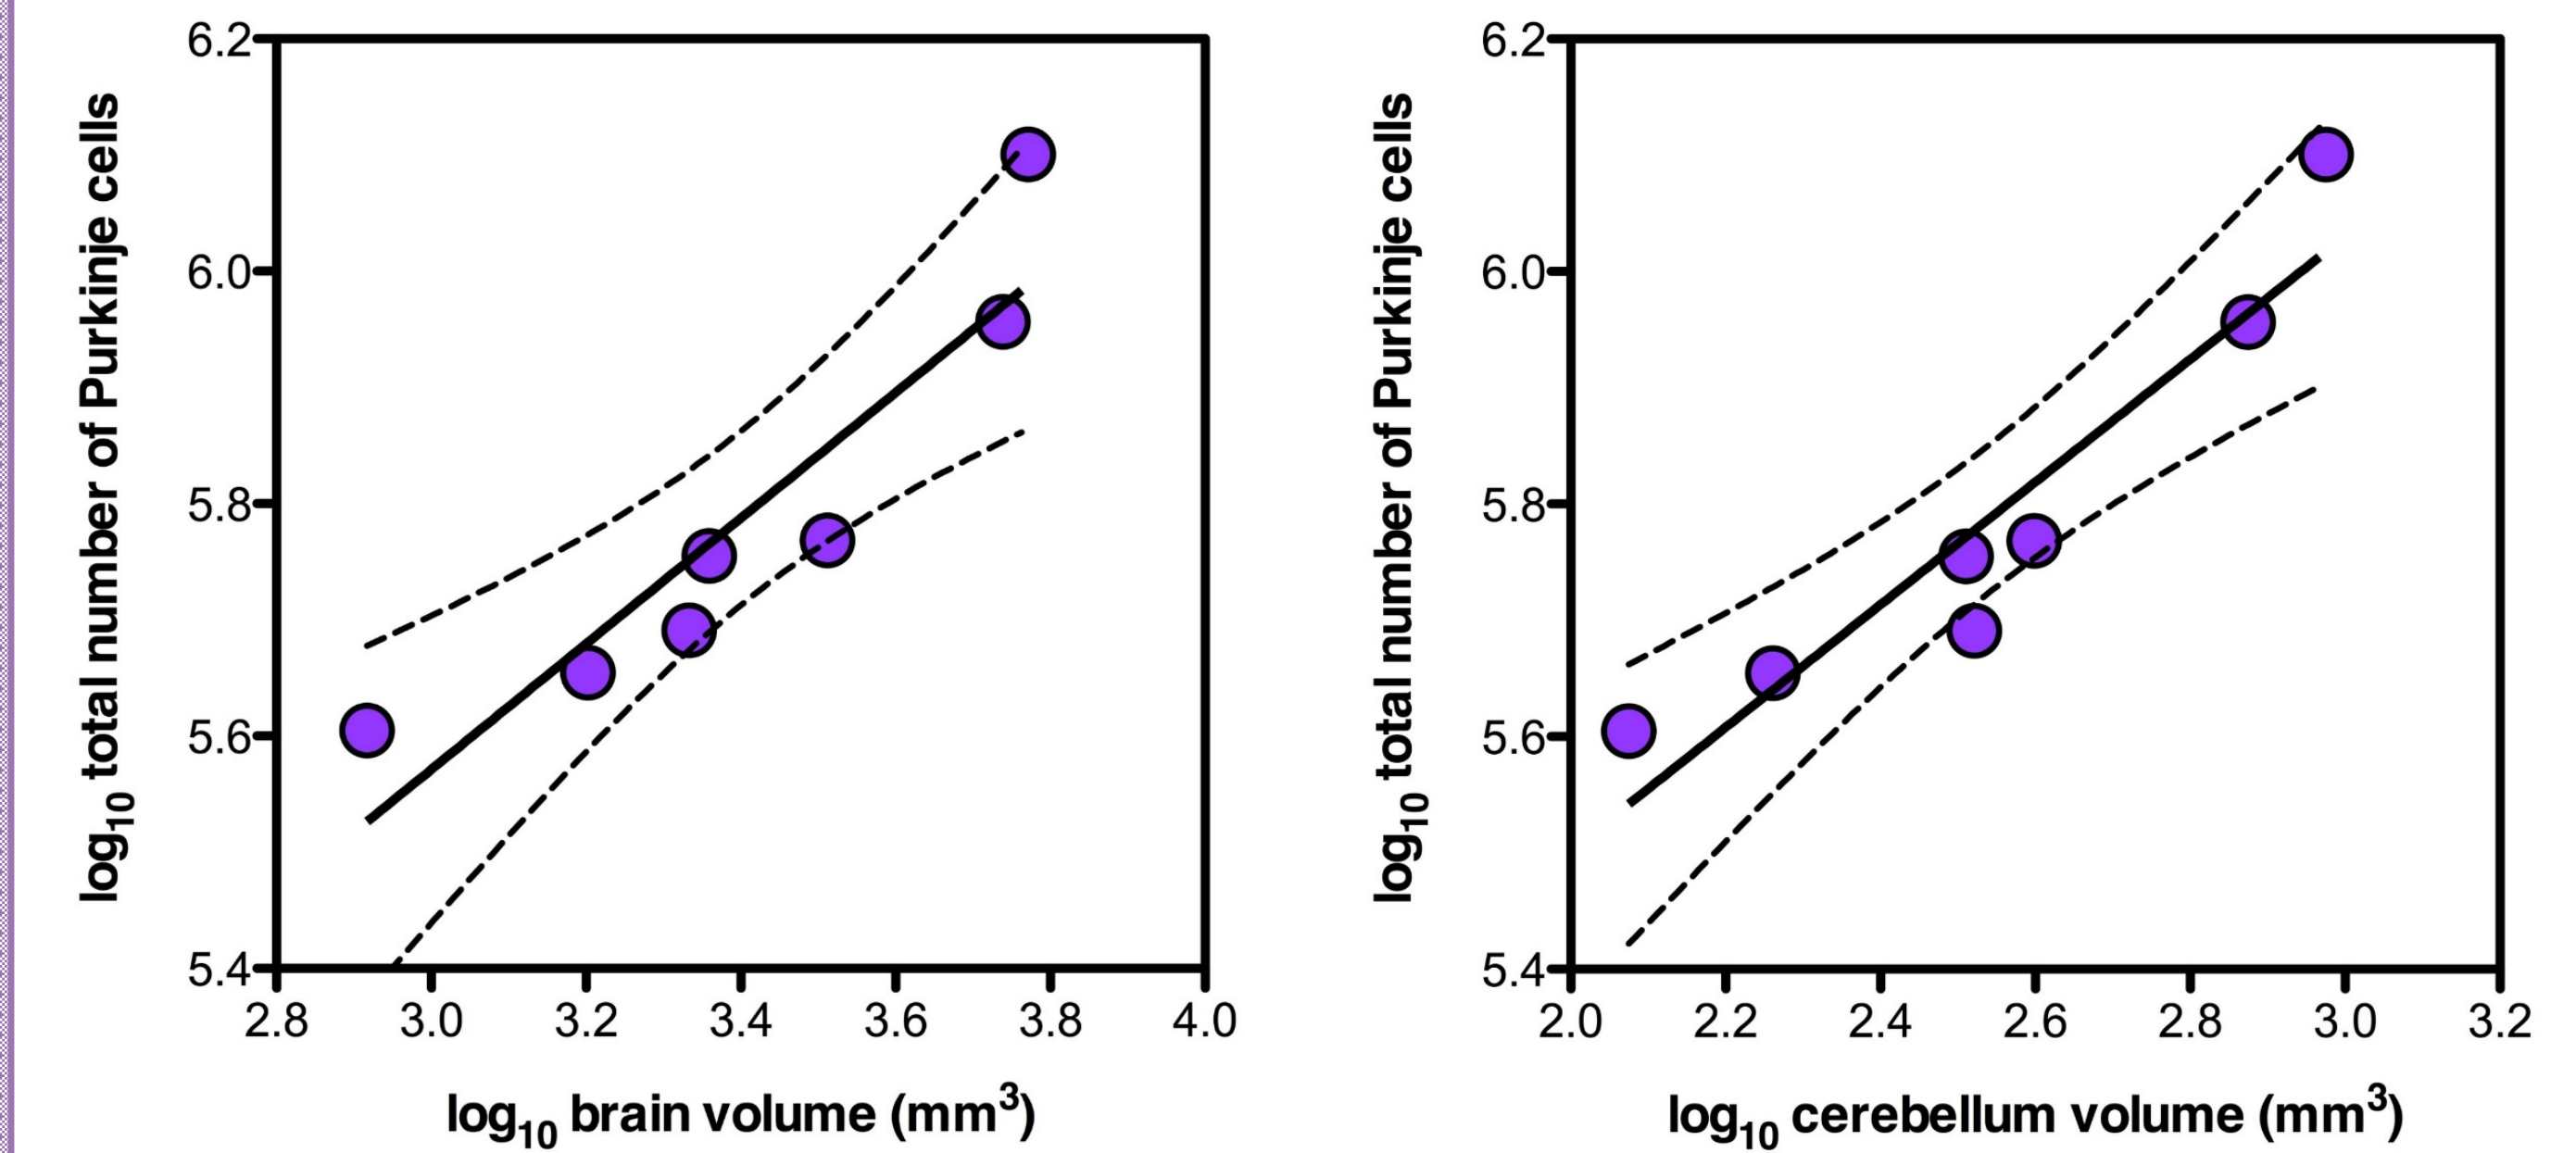 log10 total number of Purkinje cells
6.2
6.0
5.8
5.6
5.4
2.8 3.0 3.2 3.4 3.6 3.8 4.0
log10 brain volume (mm3)
log10 total number of Purkinje cells
6.2
6.0
5.8
5.6
5.4
2.0 2.2 2.4 2.6 2.8 3.0 3.2
log10 cerebellum volume (mm3)